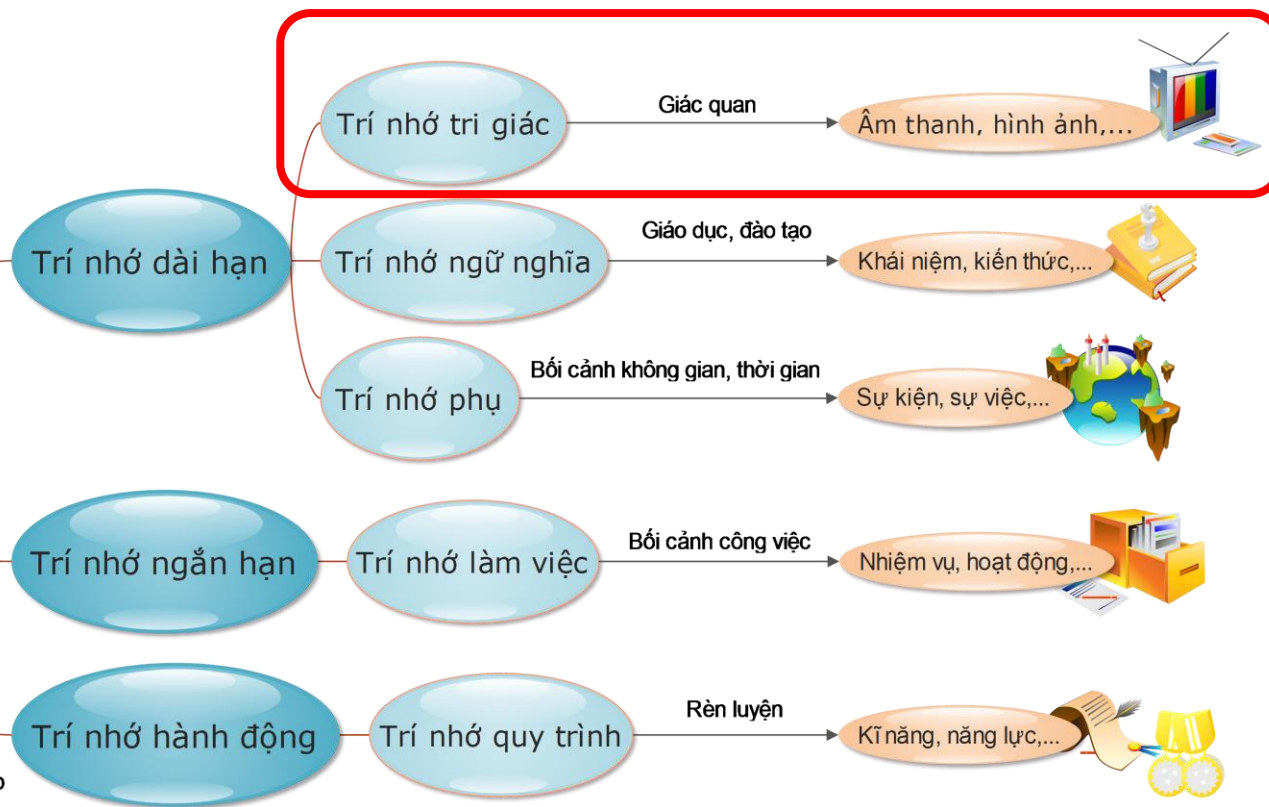 Trí nhớ tri giác
Giác quan
Âm thanh, hình ảnh,...
Trí nhớ dài hạn
Trí nhớ ngữ nghĩa
Giáo dục, đào tạo
Khái niệm, kiến thức,...
Trí nhớ phụ
Bối cảnh không gian, thời gian
Sự kiện, sự việc,...
Trí nhớ ngắn hạn
Trí nhớ làm việc
Bối cảnh công việc
Nhiệm vụ, hoạt động,...
Trí nhớ hành động
Trí nhớ quy trình
Rèn luyện
Kĩ năng, năng lực,...